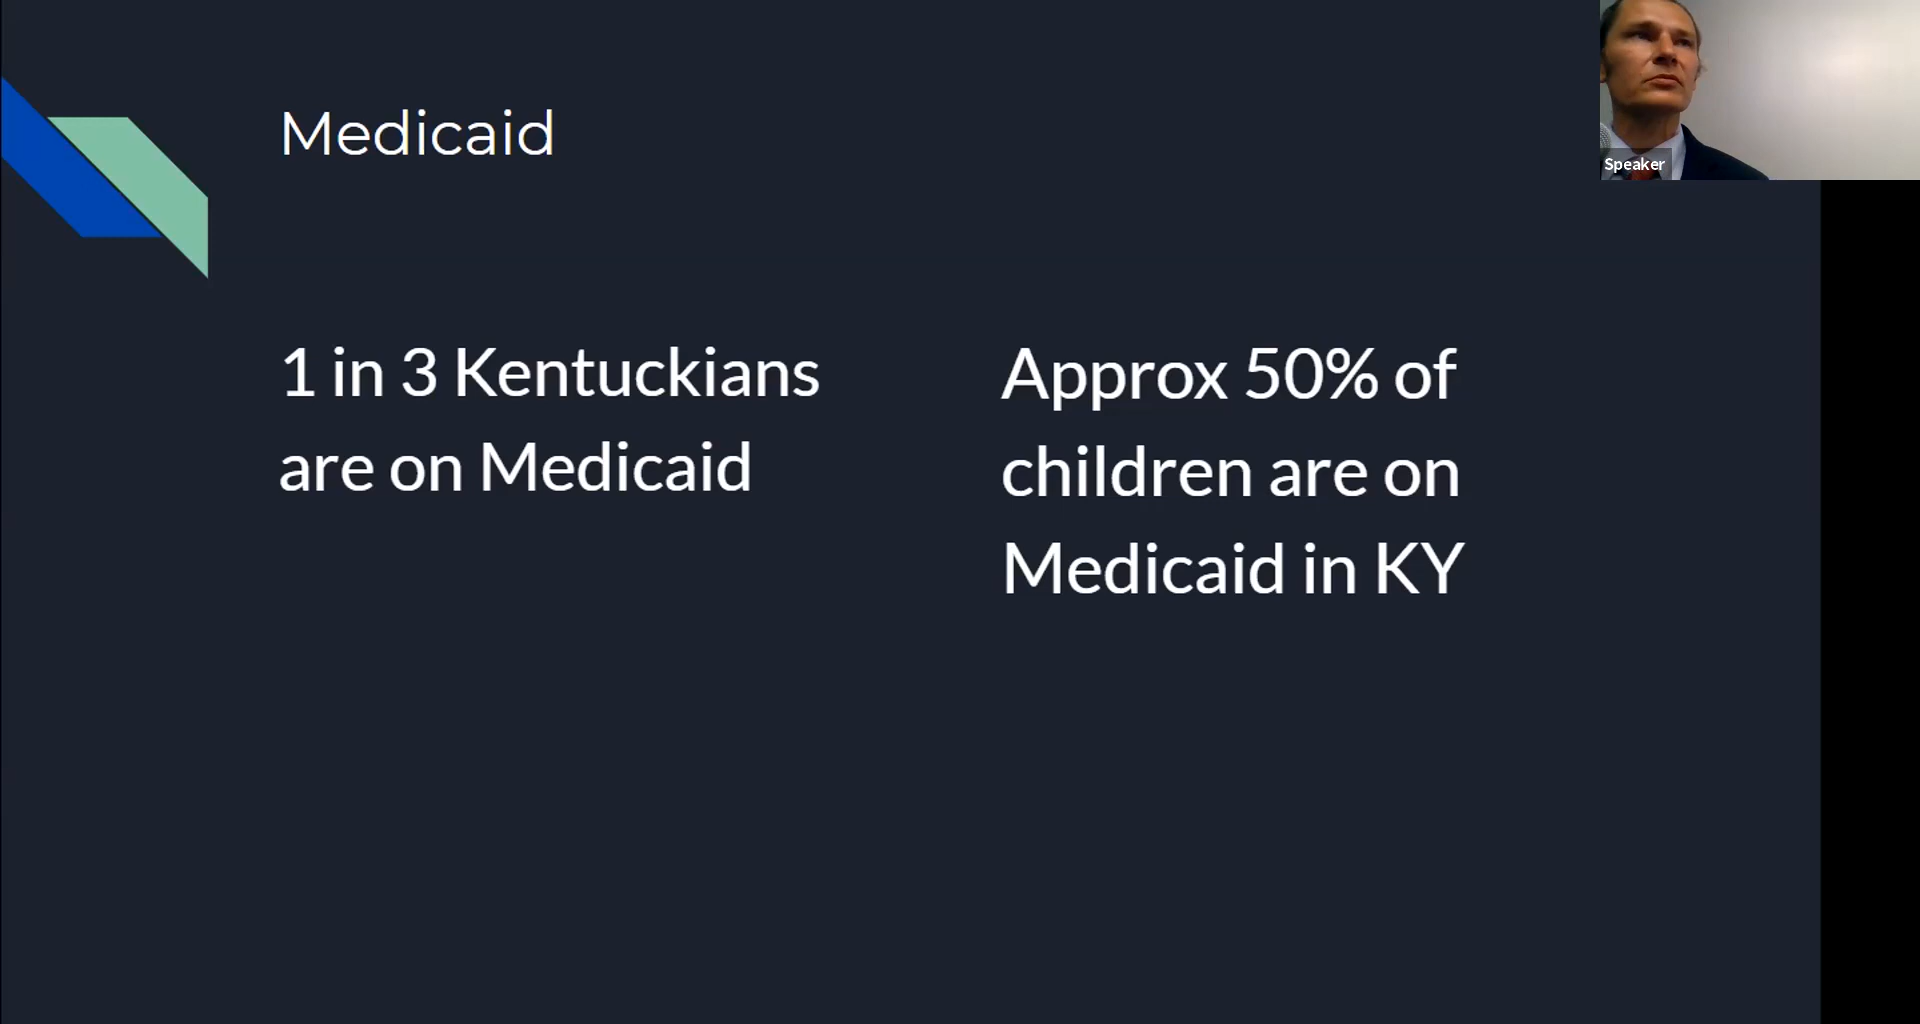 Medicaid
1 in 3 Kentuckians
are on Medicaid
Approx 50% of
children are on
Medicaid in KY
Speaker